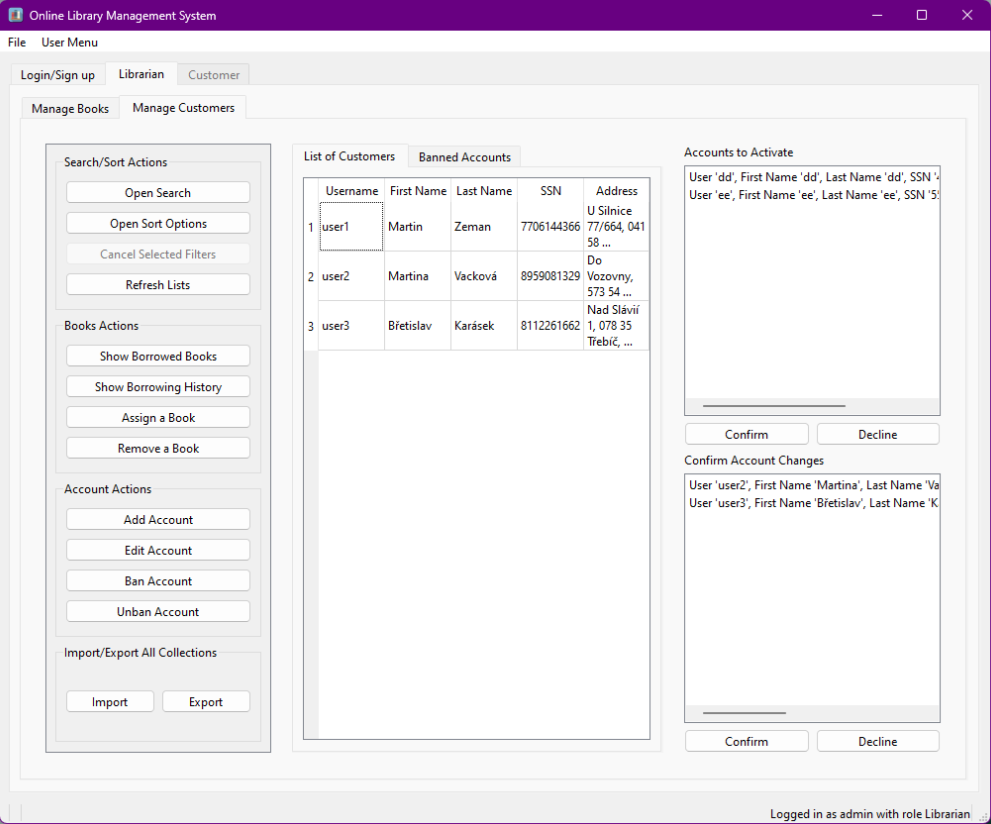 Online Library Management System
File User Menu
Login/Sign up Librarian Customer
Manage Books Manage Customers
Search/Sort Actions
Open Search
Open Sort Options
Cancel Selected Filters
Refresh Lists
Books Actions
Show Borrowed Books
Show Borrowing History
Assign a Book
Remove a Book
Account Actions
Add Account
Edit Account
Ban Account
Unban Account
Import/Export All Collections
Import Export
List of Customers Banned Accounts
Username First Name Last Name SSN Address
1 user1 Martin Zeman 7706144366 U Silnice
77/664, 041
58 ...
2 user2 Martina Vacková 8959081329 Do
Vozovny,
573 54 ...
3 user3 Břetislav Karásek 8112261662 Nad Slávií
1, 078 35
Třebíč, ...
Accounts to Activate
User 'dd', First Name 'dd', Last Name 'dd', SSN '
User 'ee', First Name 'ee', Last Name 'ee', SSN '5
Confirm Decline
Confirm Account Changes
User 'user2', First Name 'Martina', Last Name 'Va
User 'user3', First Name 'Břetislav', Last Name 'K
Confirm Decline
Logged in as admin with role Librarian